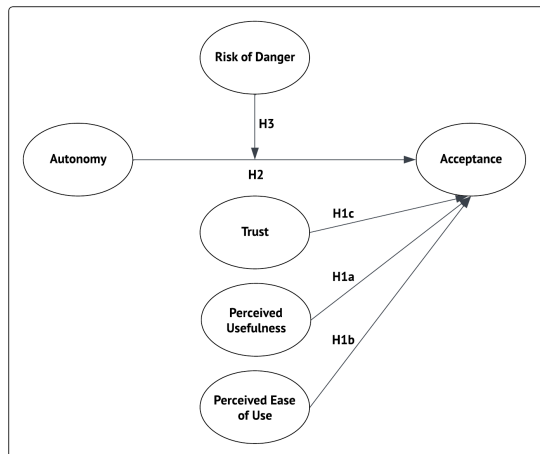 Risk of Danger
H3
Autonomy
Acceptance
H2
Trust
H1c
H1a
Perceived
Usefulness
H1b
Perceived Ease
of Use